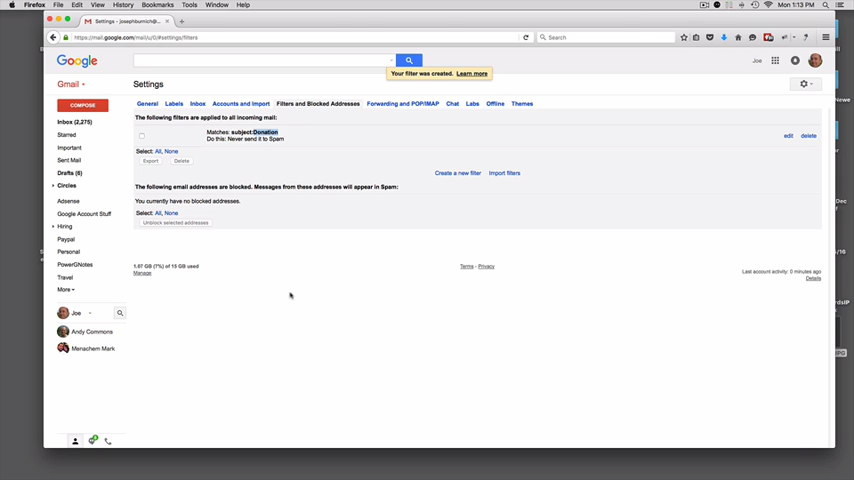 Firefox File Edit View History Bookmarks Tools Window Help
Mon 1:13 PM
Settings - josephburnich@...
https://mail.google.com/mail/u/0/#settings/filters
Search
Google
Your filter was created. Learn more
Joe
Gmail
Settings
COMPOSE
General Labels Inbox Accounts and Import Filters and Blocked Addresses Forwarding and POP/IMAP Chat Labs Offline Themes
The following filters are applied to all incoming mail:
Inbox (2,275)
Starred
Important
Sent Mail
Drafts (6)
Circles
Adsense
Google Account Stuff
Hiring
Paypal
Personal
PowerGNotes
Travel
More
Matches: subject:Donation
Do this: Never send it to Spam
edit delete
Select: All, None
Export Delete
Create a new filter Import filters
The following email addresses are blocked. Messages from these addresses will appear in Spam:
You currently have no blocked addresses.
Select: All, None
Unblock selected addresses
1.07 GB (7%) of 15 GB used
Manage
Terms - Privacy
Last account activity: 0 minutes ago
Details
Joe
Andy Commons
Menachem Mark